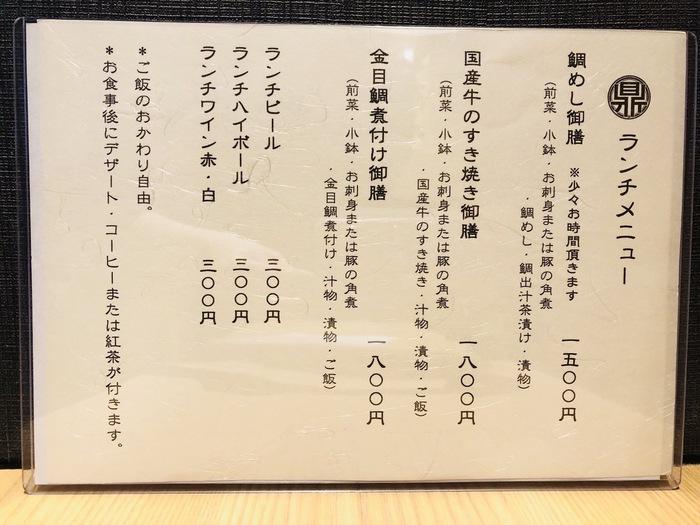 鼎 ランチメニュー
鯛めし御膳 ※少々お時間頂きます 一五〇〇円
（前菜・小鉢・お刺身または豚の角煮
・鯛めし・鯛出汁茶漬け・漬物）
国産牛のすき焼き御膳 一八〇〇円
（前菜・小鉢・お刺身または豚の角煮
・国産牛のすき焼き・汁物・漬物・ご飯）
金目鯛煮付け御膳 一八〇〇円
（前菜・小鉢・お刺身または豚の角煮
・金目鯛煮付け・汁物・漬物・ご飯）
ランチビール 三〇〇円
ランチハイボール 三〇〇円
ランチワイン赤・白 三〇〇円
＊ご飯のおかわり自由。
＊お食事後にデザート・コーヒーまたは紅茶が付きます。